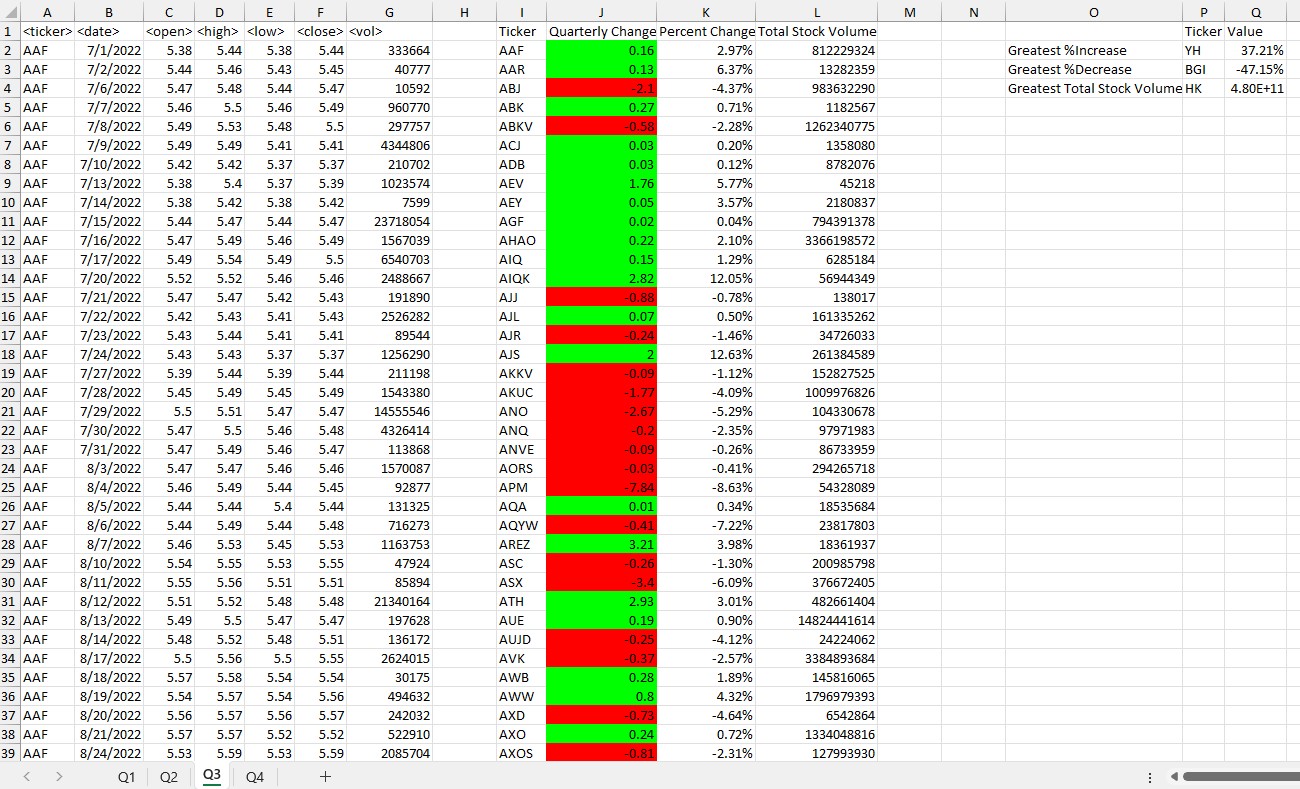 A B C D E F G H I J K L M N O P Q
1 <ticker> <date> <open> <high> <low> <close> <vol> Ticker Quarterly Change Percent Change Total Stock Volume Ticker Value
2 AAF 7/1/2022 5.38 5.44 5.38 5.44 333664 AAF 0.16 2.97% 812229324 Greatest %Increase YH 37.21%
3 AAF 7/2/2022 5.44 5.46 5.43 5.45 40777 AAR 0.13 6.37% 13282359 Greatest %Decrease BGI -47.15%
4 AAF 7/6/2022 5.47 5.48 5.44 5.47 10592 ABJ -2.1 -4.37% 983632290 Greatest Total Stock Volume HK 4.80E+11
5 AAF 7/7/2022 5.46 5.5 5.46 5.49 960770 ABK 0.27 0.71% 1182567
6 AAF 7/8/2022 5.49 5.53 5.48 5.5 297757 ABKV -0.58 -2.28% 1262340775
7 AAF 7/9/2022 5.49 5.49 5.41 5.41 4344806 ACJ 0.03 0.20% 1358080
8 AAF 7/10/2022 5.42 5.42 5.37 5.37 210702 ADB 0.03 0.12% 8782076
9 AAF 7/13/2022 5.38 5.4 5.37 5.39 1023574 AEV 1.76 5.77% 45218
10 AAF 7/14/2022 5.38 5.42 5.38 5.42 7599 AEY 0.05 3.57% 2180837
11 AAF 7/15/2022 5.44 5.47 5.44 5.47 23718054 AGF 0.02 0.04% 794391378
12 AAF 7/16/2022 5.47 5.49 5.46 5.49 1567039 AHAO 0.22 2.10% 3366198572
13 AAF 7/17/2022 5.49 5.54 5.49 5.5 6540703 AIQ 0.15 1.29% 6285184
14 AAF 7/20/2022 5.52 5.52 5.46 5.46 2488667 AIQK 2.82 12.05% 56944349
15 AAF 7/21/2022 5.47 5.47 5.42 5.43 191890 AJJ -0.88 -0.78% 138017
16 AAF 7/22/2022 5.42 5.43 5.41 5.43 2526282 AJL 0.07 0.50% 161335262
17 AAF 7/23/2022 5.43 5.44 5.41 5.41 89544 AJR -0.24 -1.46% 34726033
18 AAF 7/24/2022 5.43 5.43 5.37 5.37 1256290 AJS 2 12.63% 261384589
19 AAF 7/27/2022 5.39 5.44 5.39 5.44 211198 AKKV -0.09 -1.12% 152827525
20 AAF 7/28/2022 5.45 5.49 5.45 5.49 1543380 AKUC -1.77 -4.09% 1009976826
21 AAF 7/29/2022 5.5 5.51 5.47 5.47 14555546 ANO -2.67 -5.29% 104330678
22 AAF 7/30/2022 5.47 5.5 5.46 5.48 4326414 ANQ -0.2 -2.35% 97971983
23 AAF 7/31/2022 5.47 5.49 5.46 5.47 113868 ANVE -0.09 -0.26% 86733959
24 AAF 8/3/2022 5.47 5.47 5.46 5.46 1570087 AORS -0.03 -0.41% 294265718
25 AAF 8/4/2022 5.46 5.49 5.44 5.45 92877 APM -7.84 -8.63% 54328089
26 AAF 8/5/2022 5.44 5.44 5.4 5.44 131325 AQA 0.01 0.34% 18535684
27 AAF 8/6/2022 5.44 5.49 5.44 5.48 716273 AQYW -0.41 -7.22% 23817803
28 AAF 8/7/2022 5.46 5.53 5.45 5.53 1163753 AREZ 3.21 3.98% 18361937
29 AAF 8/10/2022 5.54 5.55 5.53 5.55 47924 ASC -0.26 -1.30% 200985798
30 AAF 8/11/2022 5.55 5.56 5.51 5.51 85894 ASX -3.4 -6.09% 376672405
31 AAF 8/12/2022 5.51 5.52 5.48 5.48 21340164 ATH 2.93 3.01% 482661404
32 AAF 8/13/2022 5.49 5.5 5.47 5.47 197628 AUE 0.19 0.90% 14824441614
33 AAF 8/14/2022 5.48 5.52 5.48 5.51 136172 AUJD -0.25 -4.12% 24224062
34 AAF 8/17/2022 5.5 5.56 5.5 5.55 2624015 AVK -0.37 -2.57% 3384893684
35 AAF 8/18/2022 5.57 5.58 5.54 5.54 30175 AWB 0.28 1.89% 145816065
36 AAF 8/19/2022 5.54 5.57 5.54 5.56 494632 AWW 0.8 4.32% 1796979393
37 AAF 8/20/2022 5.56 5.57 5.56 5.57 242032 AXD -0.73 -4.64% 6542864
38 AAF 8/21/2022 5.57 5.57 5.52 5.52 522910 AXO 0.24 0.72% 1334048816
39 AAF 8/24/2022 5.53 5.59 5.53 5.59 2085704 AXOS -0.81 -2.31% 127993930
Q1 Q2 Q3 Q4